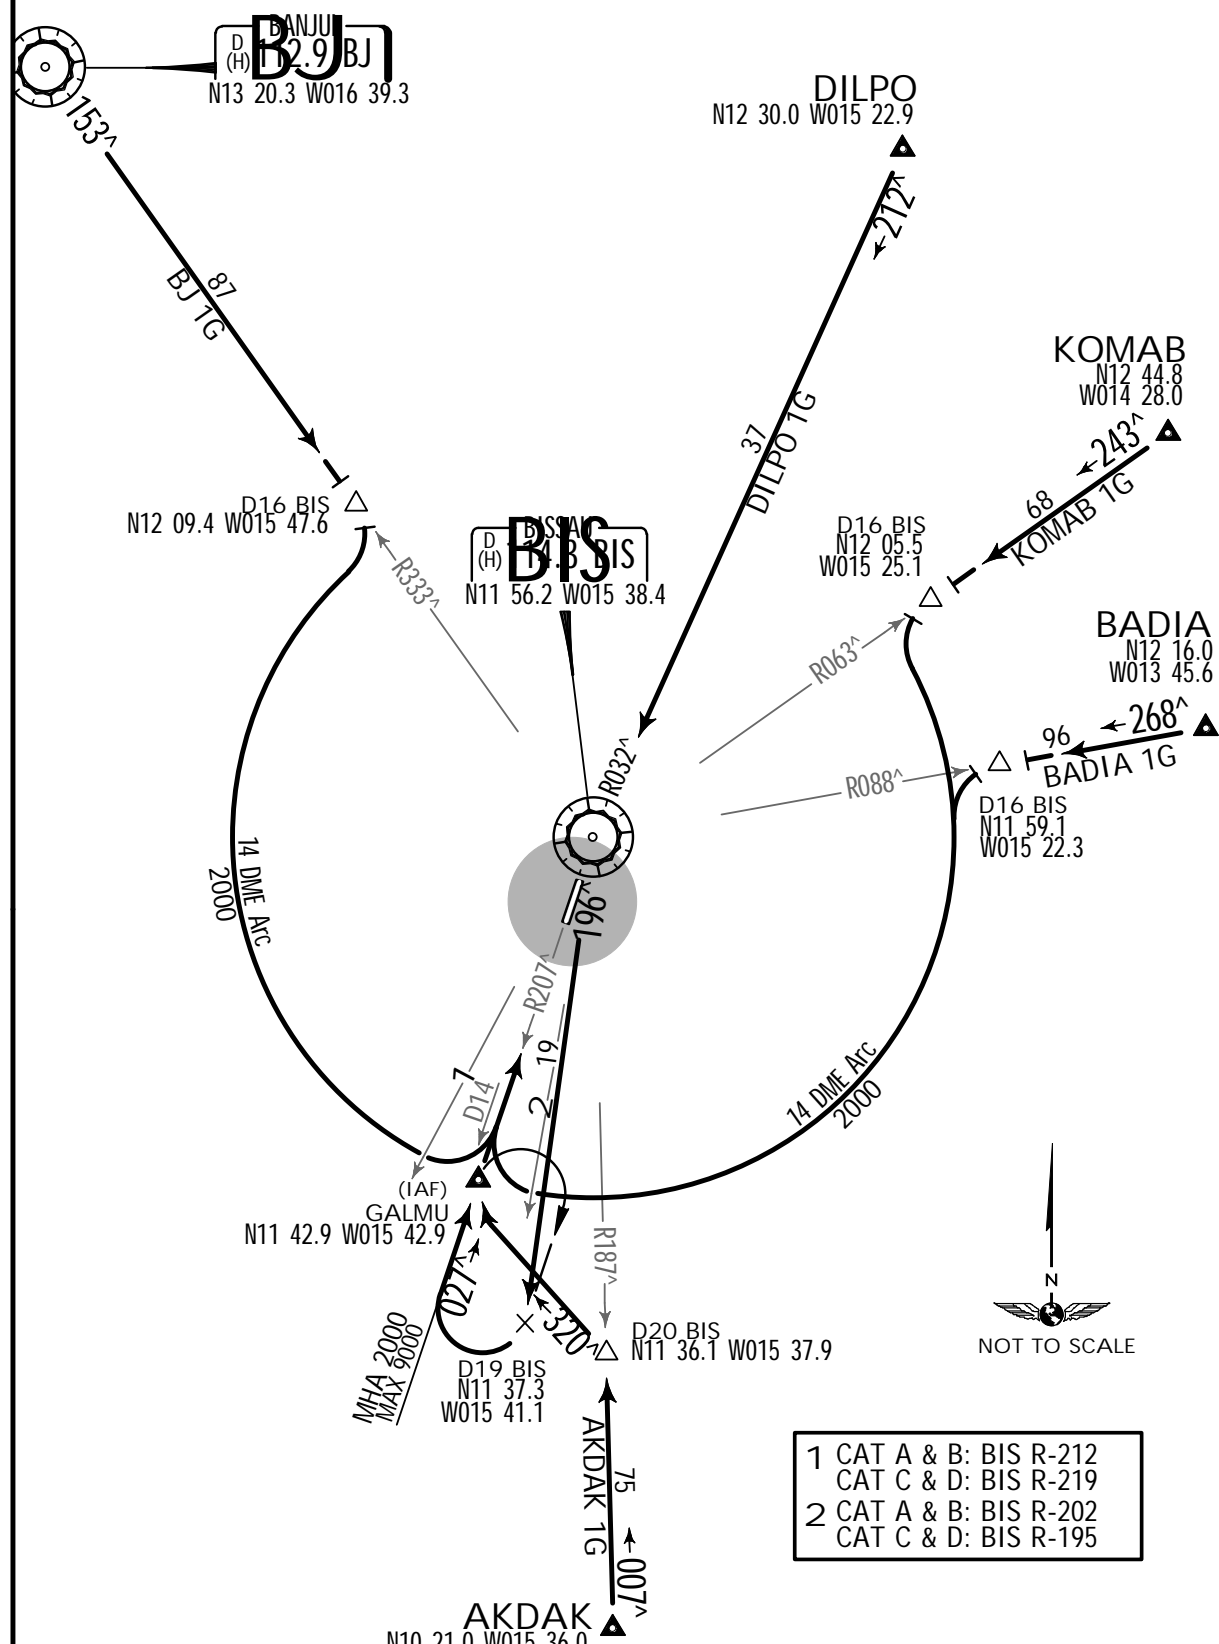 BANJUL
D
(H)
112.9 BJ
BJ
N13 20.3 W016 39.3
153^
87
BJ 1G
DILPO
N12 30.0 W015 22.9
212^
37
DILPO 1G
KOMAB
N12 44.8
W014 28.0
243^
68
KOMAB 1G
D16 BIS
N12 09.4 W015 47.6
R333^
BISSAU
D
(H)
114.3 BIS
BIS
N11 56.2 W015 38.4
D16 BIS
N12 05.5
W015 25.1
R063^
BADIA
N12 16.0
W013 45.6
268^
96
BADIA 1G
R088^
D16 BIS
N11 59.1
W015 22.3
R032^
196^
14 DME Arc
2000
R207^
19
1
D14
2
14 DME Arc
2000
(IAF)
GALMU
N11 42.9 W015 42.9
R187^
027^
320^
MHA 2000
MAX 9000
D19 BIS
N11 37.3
W015 41.1
D20 BIS
N11 36.1 W015 37.9
N
NOT TO SCALE
AKDAK 1G
75
007^
1 CAT A & B: BIS R-212
CAT C & D: BIS R-219
2 CAT A & B: BIS R-202
CAT C & D: BIS R-195
AKDAK
N10 21.0 W015 36.0